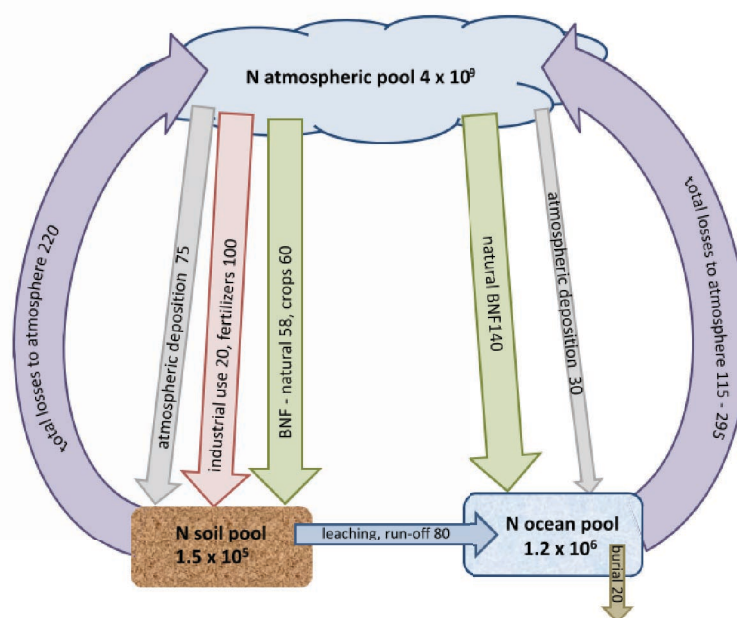 N atmospheric pool 4 x 10⁹
total losses to atmosphere 220
atmospheric deposition 75
industrial use 20, fertilizers 100
BNF - natural 58, crops 60
natural BNF140
atmospheric deposition 30
total losses to atmosphere 115 - 295
N soil pool
1.5 x 10⁵
leaching, run-off 80
N ocean pool
1.2 x 10⁶
burial 20